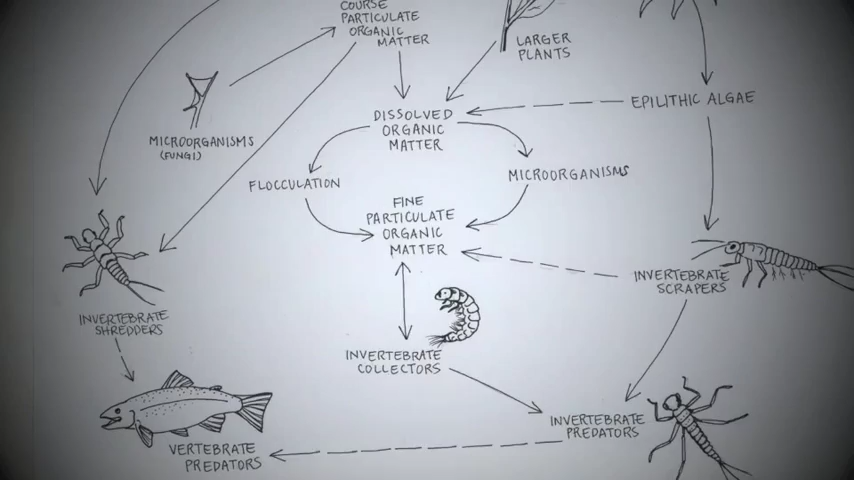 COURSE
PARTICULATE
ORGANIC
MATTER
LARGER
PLANTS
EPILITHIC ALGAE
DISSOLVED
ORGANIC
MATTER
MICROORGANISMS
(FUNGI)
FLOCCULATION
MICROORGANISMS
FINE
PARTICULATE
ORGANIC
MATTER
INVERTEBRATE
SCRAPERS
INVERTEBRATE
SHREDDERS
INVERTEBRATE
COLLECTORS
INVERTEBRATE
PREDATORS
VERTEBRATE
PREDATORS